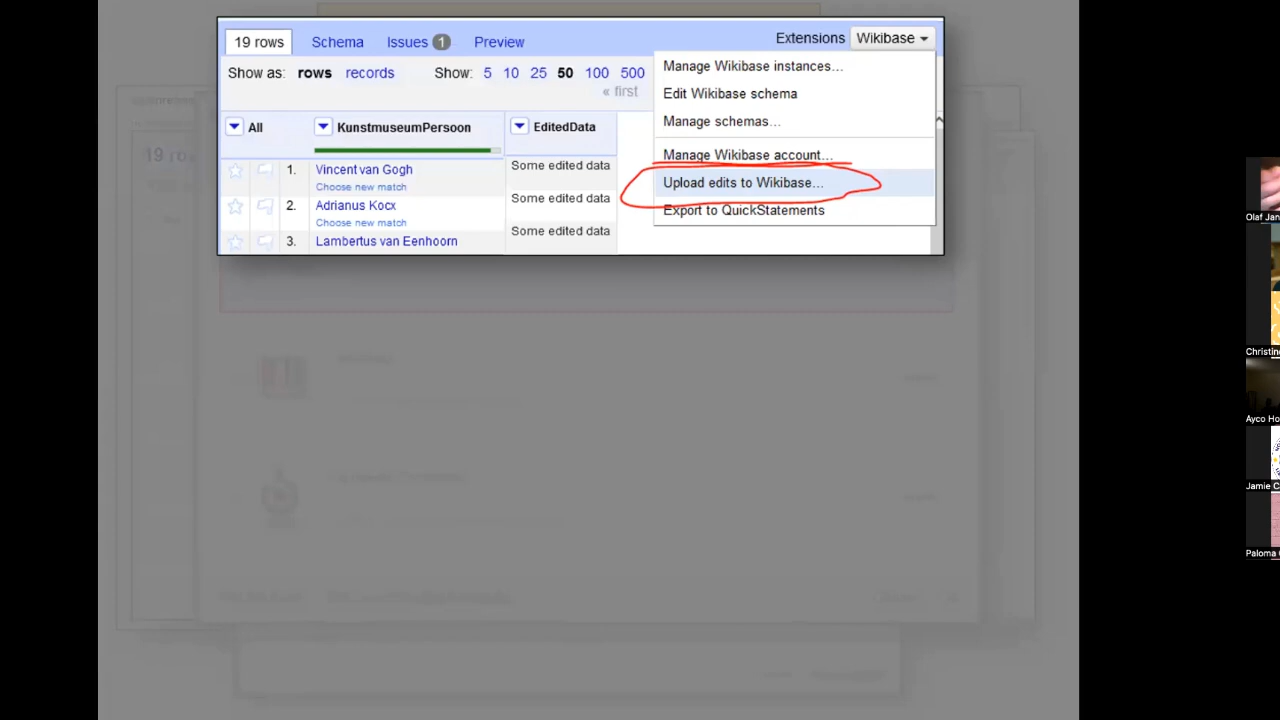 19 rows Schema Issues 1 Preview Extensions Wikibase
Show as: rows records Show: 5 10 25 50 100 500
« first
Manage Wikibase instances...
Edit Wikibase schema
Manage schemas...
Manage Wikibase account...
Upload edits to Wikibase...
Export to QuickStatements
All KunstmuseumPersoon EditedData
1. Vincent van Gogh Some edited data
Choose new match
2. Adrianus Kocx Some edited data
Choose new match
3. Lambertus van Eenhoorn Some edited data
19 ro
Olaf Jan
Christin
Ayco Ho
Jamie C
Paloma